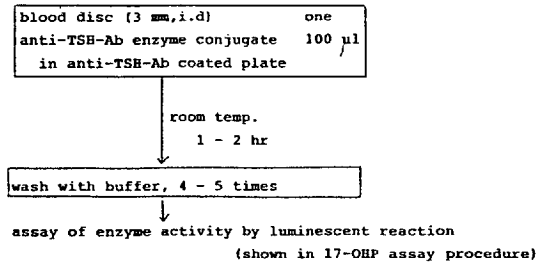 blood disc (3 mm,i.d) one
anti-TSH-Ab enzyme conjugate 100 µl
in anti-TSH-Ab coated plate
room temp.
1 - 2 hr
wash with buffer, 4 - 5 times
assay of enzyme activity by luminescent reaction
(shown in 17-OHP assay procedure)